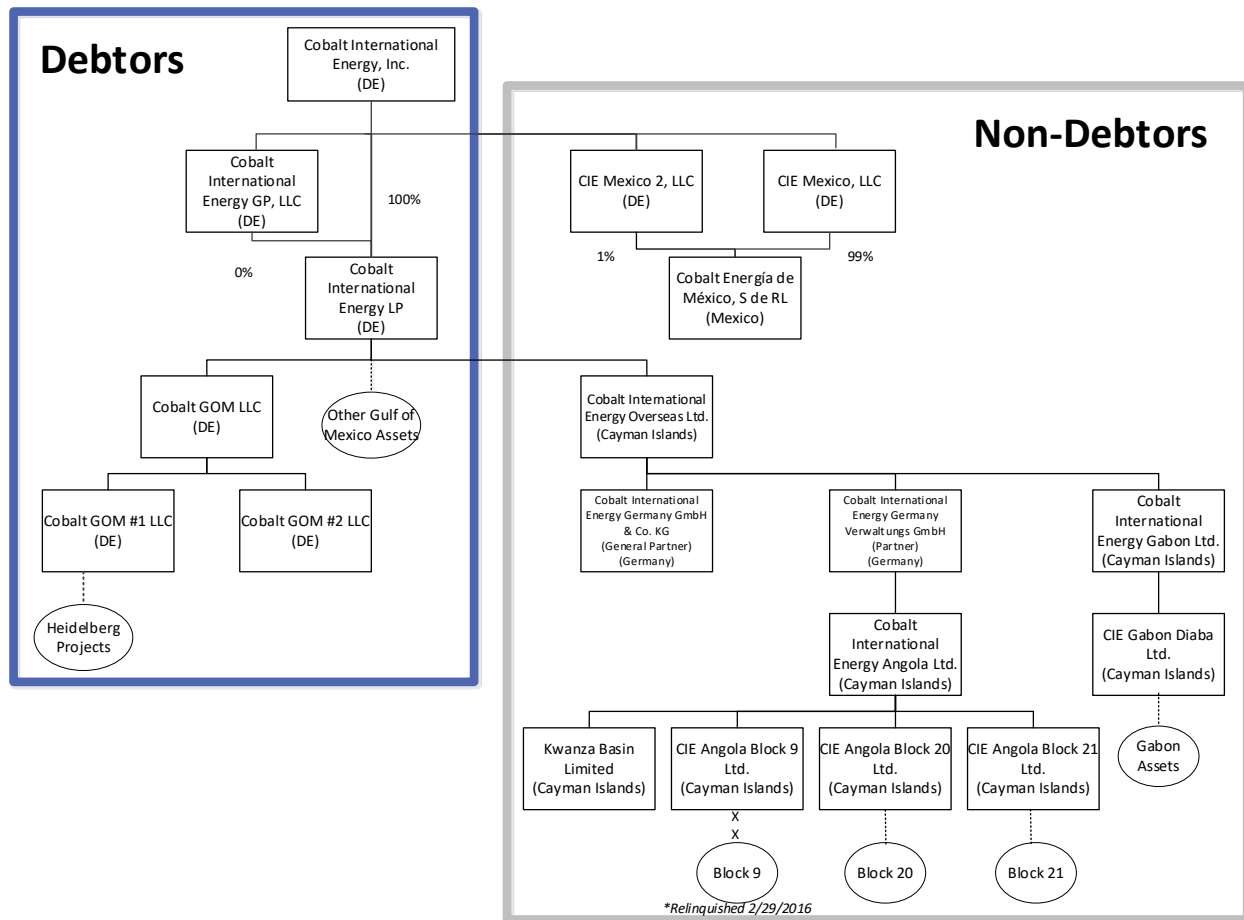 Debtors
Cobalt International
Energy, Inc.
(DE)
Non-Debtors
Cobalt
International
Energy GP, LLC
(DE)
100%
CIE Mexico 2, LLC
(DE)
CIE Mexico, LLC
(DE)
0%
1%
99%
Cobalt
International
Energy LP
(DE)
Cobalt Energía de
México, S de RL
(Mexico)
Cobalt GOM LLC
(DE)
Other Gulf of
Mexico Assets
Cobalt International
Energy Overseas Ltd.
(Cayman Islands)
Cobalt GOM #1 LLC
(DE)
Cobalt GOM #2 LLC
(DE)
Cobalt International
Energy Germany GmbH
& Co. KG
(General Partner)
(Germany)
Cobalt International
Energy Germany
Verwaltungs GmbH
(Partner)
(Germany)
Cobalt
International
Energy Gabon Ltd.
(Cayman Islands)
Heidelberg
Projects
Cobalt
International
Energy Angola Ltd.
(Cayman Islands)
CIE Gabon Diaba
Ltd.
(Cayman Islands)
Kwanza Basin
Limited
(Cayman Islands)
CIE Angola Block 9
Ltd.
(Cayman Islands)
CIE Angola Block 20
Ltd.
(Cayman Islands)
CIE Angola Block 21
Ltd.
(Cayman Islands)
Gabon
Assets
X
X
Block 9
Block 20
Block 21
*Relinquished 2/29/2016